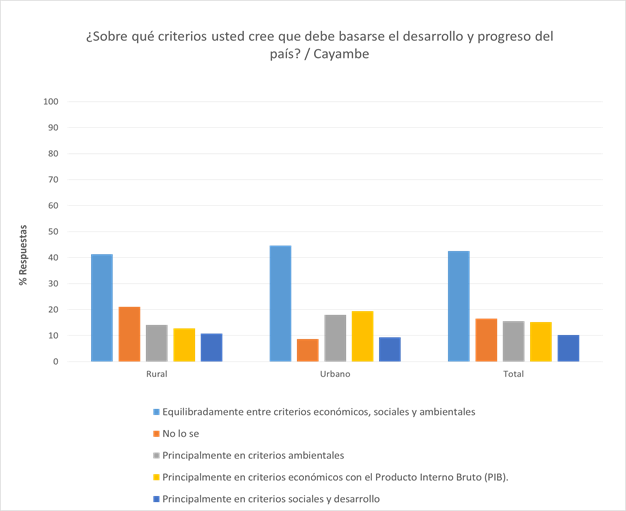 ¿Sobre qué criterios usted cree que debe basarse el desarrollo y progreso del
país? / Cayambe
100
90
80
70
60
50
40
30
20
10
0
% Respuestas
Rural
Urbano
Total
Equilibradamente entre criterios económicos, sociales y ambientales
No lo se
Principalmente en criterios ambientales
Principalmente en criterios económicos con el Producto Interno Bruto (PIB).
Principalmente en criterios sociales y desarrollo